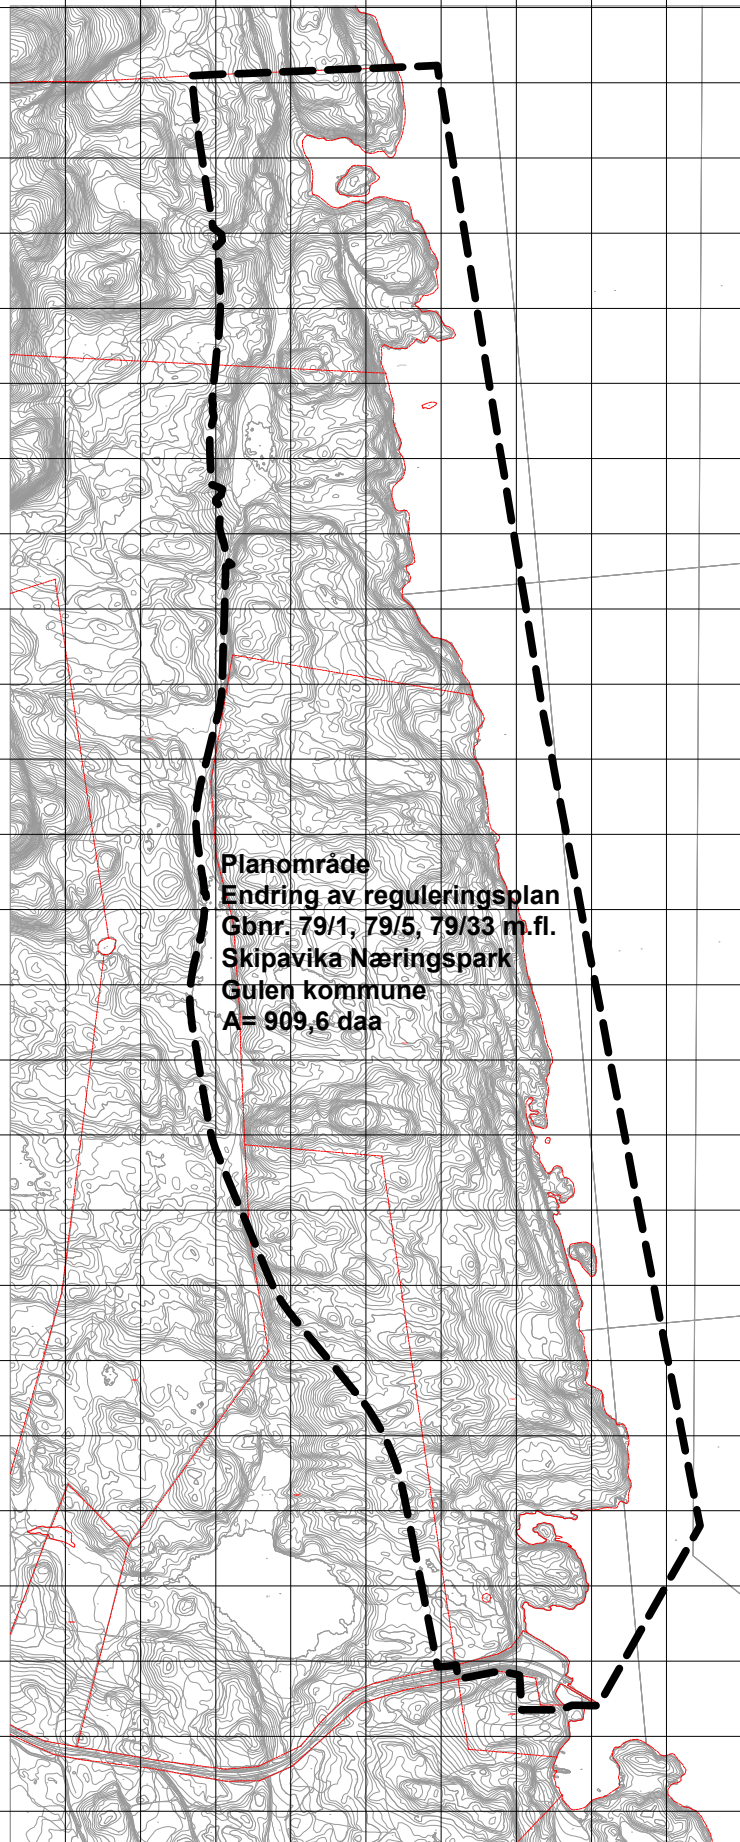 Planområde
Endring av reguleringsplan
Gbnr. 79/1, 79/5, 79/33 m.fl.
Skipavika Næringspark
Gulen kommune
A= 909,6 daa